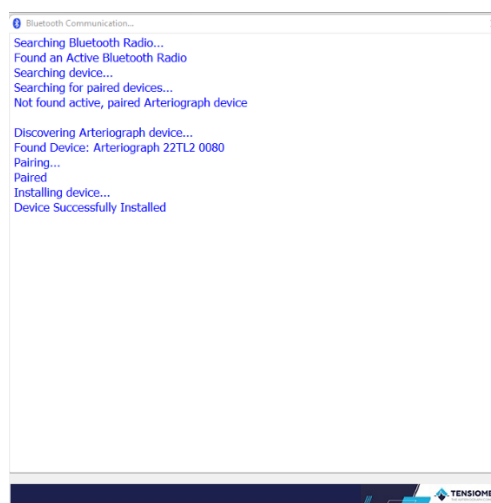 Bluetooth Communication...
Searching Bluetooth Radio...
Found an Active Bluetooth Radio
Searching device...
Searching for paired devices...
Not found active, paired Arteriograph device
Discovering Arteriograph device...
Found Device: Arteriograph 22TL2 0080
Pairing...
Paired
Installing device...
Device Successfully Installed
TENSIOME